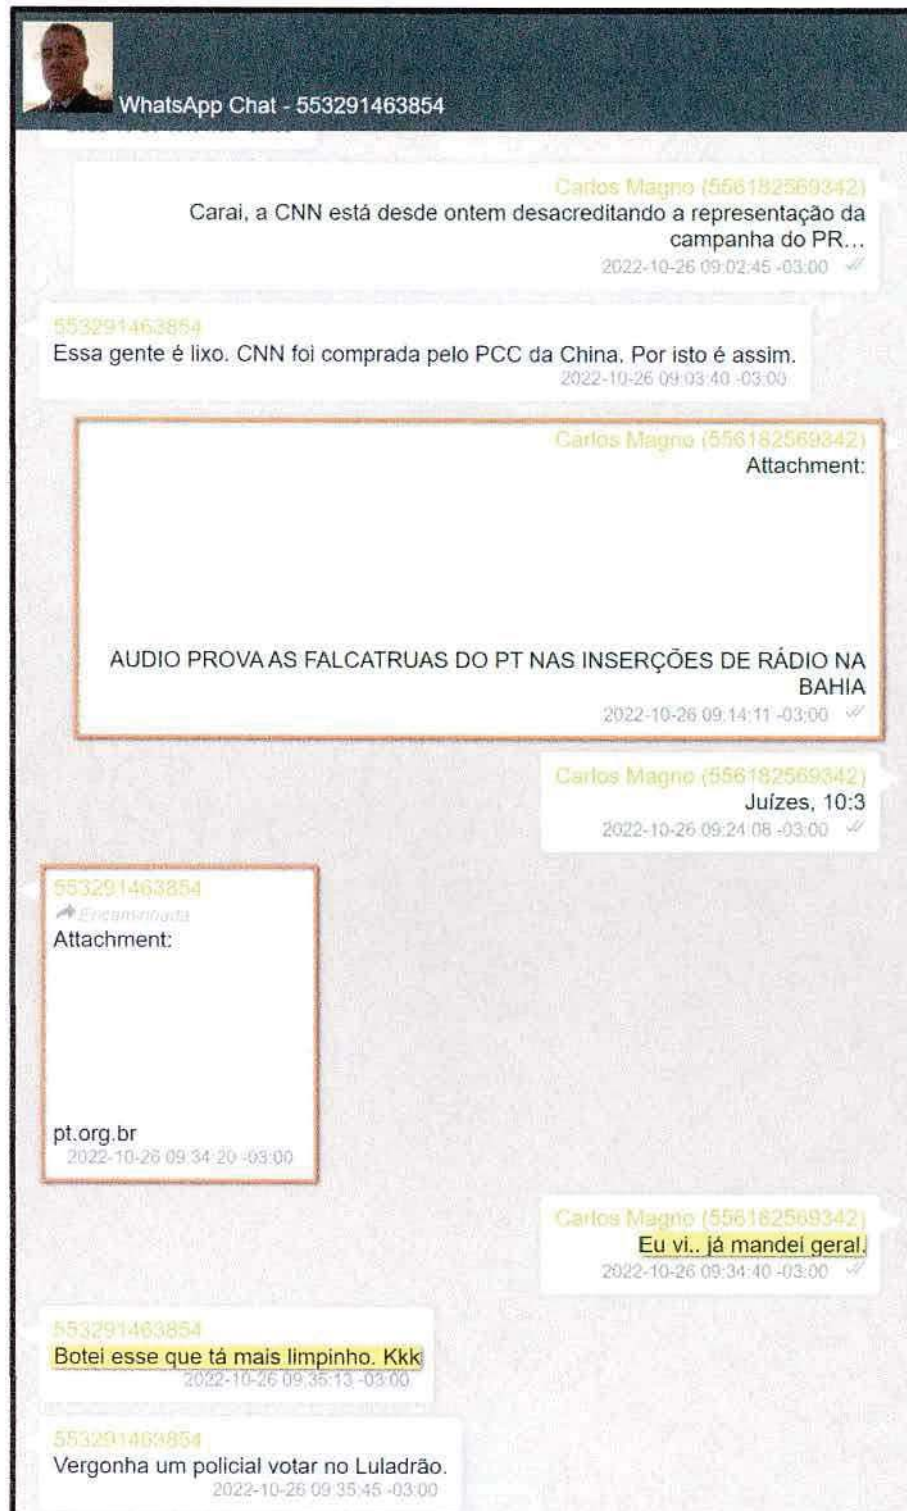 WhatsApp Chat - 553291463854
Carlos Magno (556182569342)
Carai, a CNN está desde ontem desacreditando a representação da
campanha do PR...
2022-10-26 09:02:45 -03:00
553291463854
Essa gente é lixo. CNN foi comprada pelo PCC da China. Por isto é assim.
2022-10-26 09:03:40 -03:00
Carlos Magno (556182569342)
Attachment:
AUDIO PROVA AS FALCATRUAS DO PT NAS INSERÇÕES DE RÁDIO NA
BAHIA
2022-10-26 09:14:11 -03:00
Carlos Magno (556182569342)
Juízes, 10:3
2022-10-26 09:24:08 -03:00
553291463854
Encaminhada
Attachment:
pt.org.br
2022-10-26 09:34:20 -03:00
Carlos Magno (556182569342)
Eu vi.. já mandei geral.
2022-10-26 09:34:40 -03:00
553291463854
Botei esse que tá mais limpinho. Kkk
2022-10-26 09:35:13 -03:00
553291463854
Vergonha um policial votar no Luladrão.
2022-10-26 09:35:45 -03:00